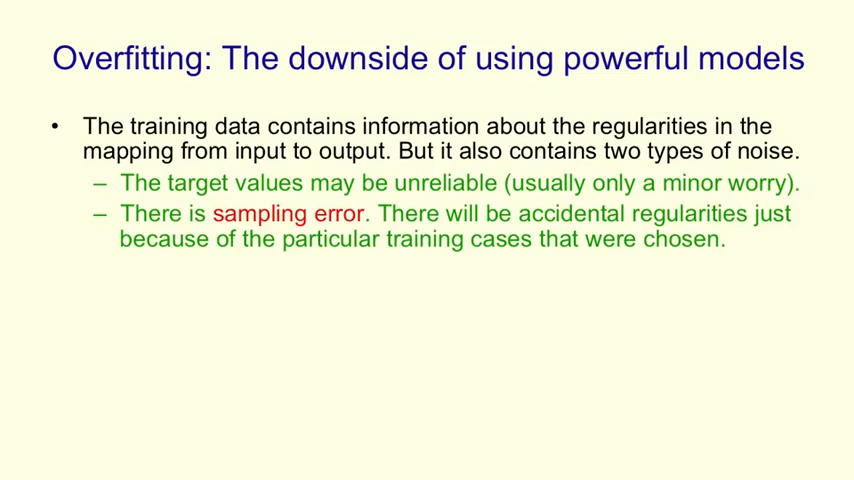 Overfitting: The downside of using powerful models
• The training data contains information about the regularities in the
mapping from input to output. But it also contains two types of noise.
– The target values may be unreliable (usually only a minor worry).
– There is sampling error. There will be accidental regularities just
because of the particular training cases that were chosen.